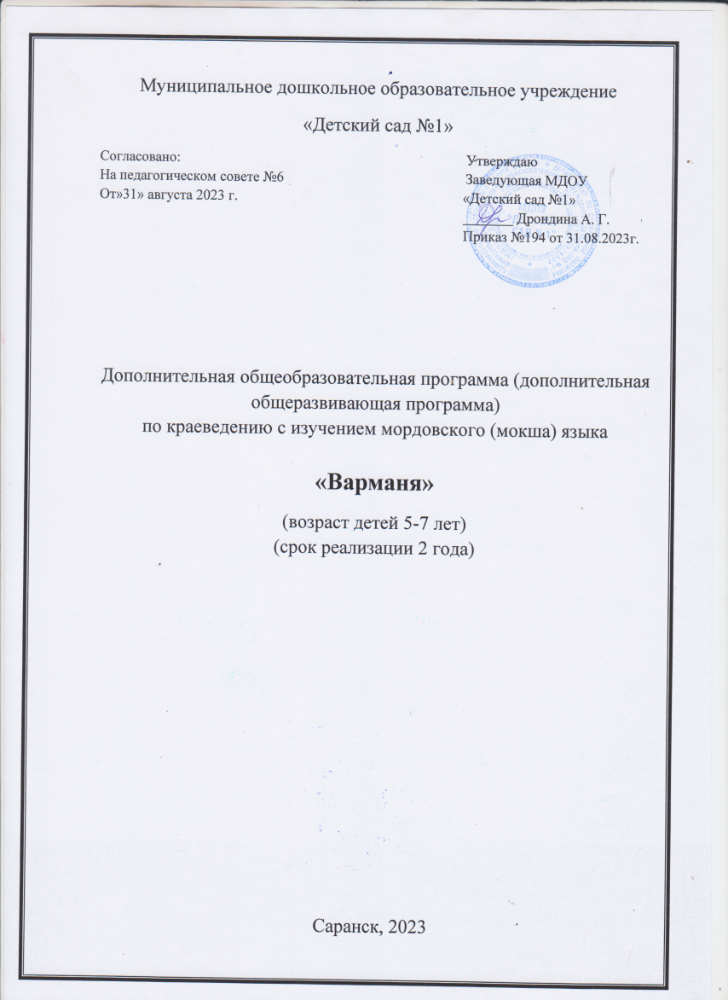 Муниципальное дошкольное образовательное учреждение
«Детский сад №1»
Согласовано:
На педагогическом совете №6
От»31» августа 2023 г.
Утверждаю
Заведующая МДОУ
«Детский сад №1»
Дрондина А. Г.
Приказ №194 от 31.08.2023г.
Дополнительная общеобразовательная программа (дополнительная
общеразвивающая программа)
по краеведению с изучением мордовского (мокша) языка
«Варманя»
(возраст детей 5-7 лет)
(срок реализации 2 года)
Саранск, 2023